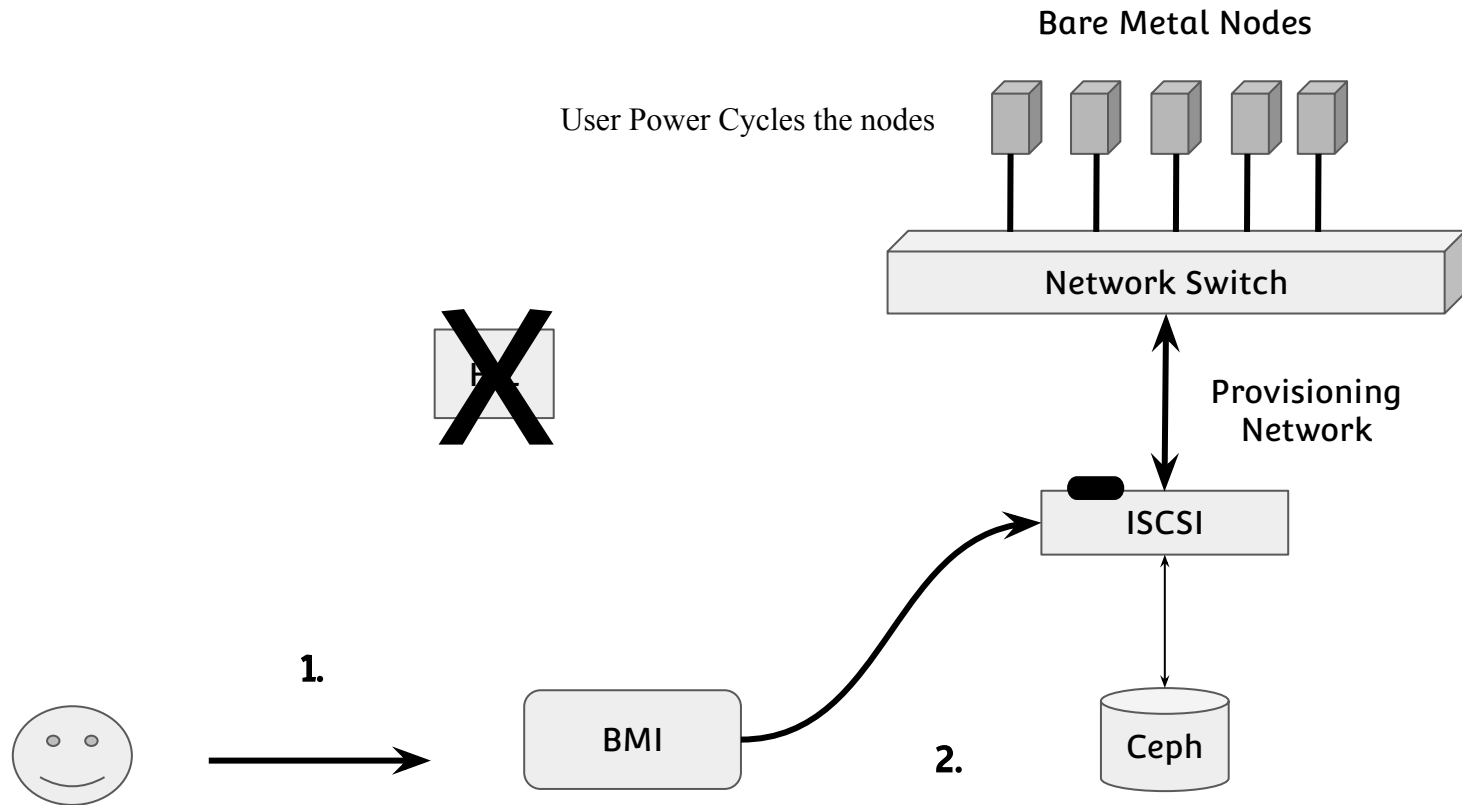 Bare Metal Nodes
User Power Cycles the nodes
Network Switch
Provisioning
Network
ISCSI
1.
BMI
2.
Ceph